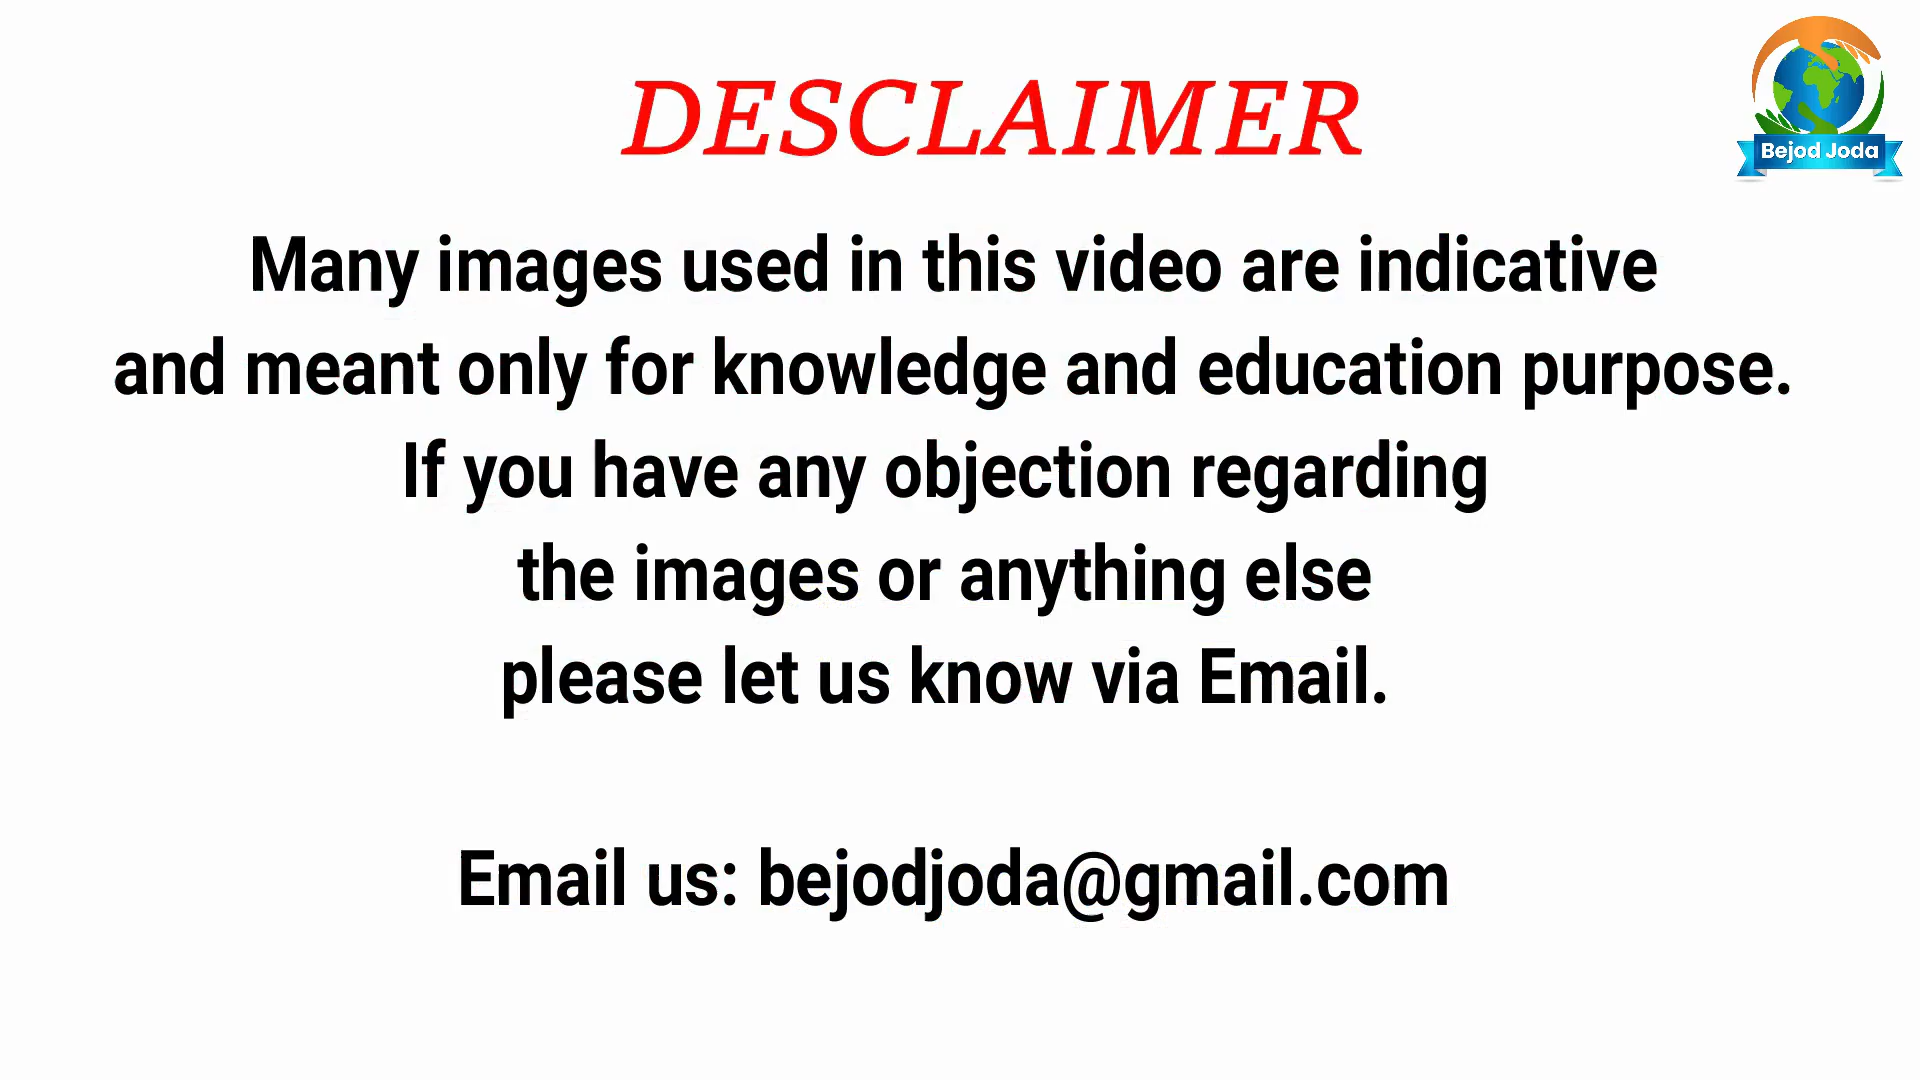 DESCLAIMER
Bejod Joda
Many images used in this video are indicative
and meant only for knowledge and education purpose.
If you have any objection regarding
the images or anything else
please let us know via Email.
Email us: bejodjoda@gmail.com